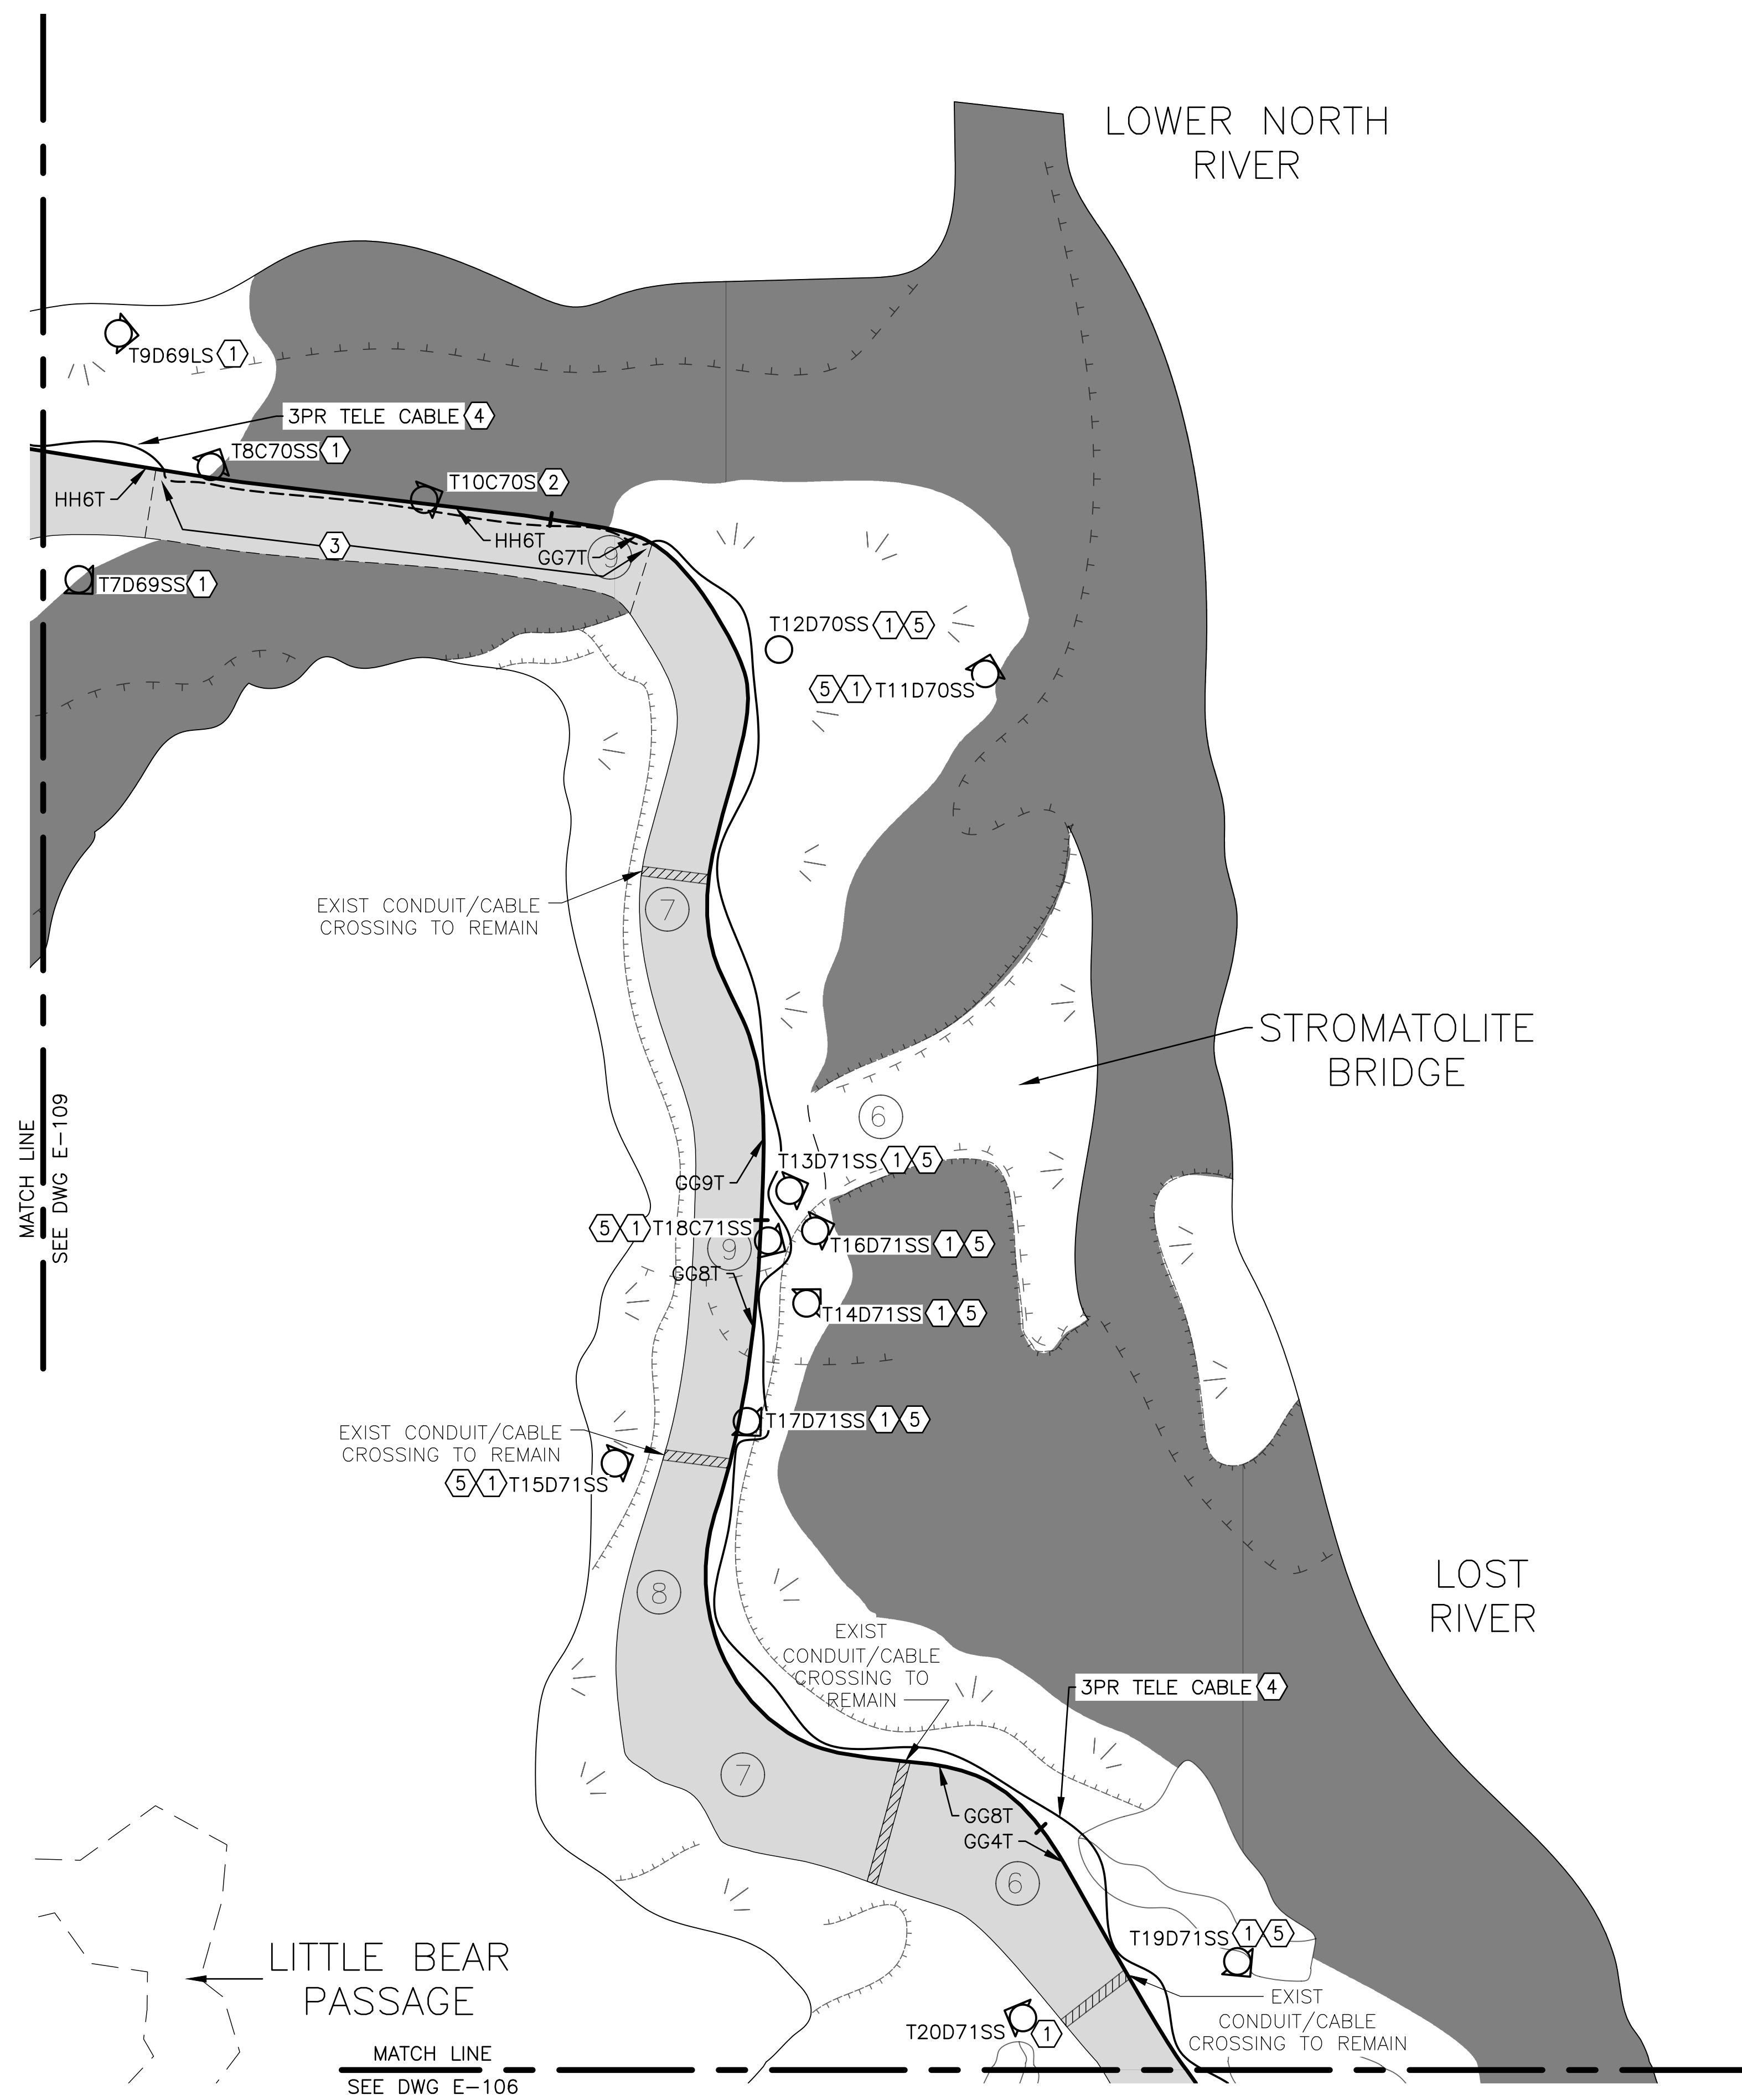 LOWER NORTH
RIVER
T9D69LS 1
3PR TELE CABLE 4
T8C70SS 1
T10C70S 2
HH6T
HH6T
GG7T
9
3
T7D69SS 1
T12D70SS 1 5
5 1 T11D70SS
EXIST CONDUIT/CABLE
CROSSING TO REMAIN
7
STROMATOLITE
BRIDGE
6
MATCH LINE
SEE DWG E-109
T13D71SS 1 5
GG9T
5 1 T18C71SS
T16D71SS 1 5
9
GG8T
T14D71SS 1 5
T17D71SS 1 5
EXIST CONDUIT/CABLE
CROSSING TO REMAIN
5 1 T15D71SS
8
LOST
RIVER
EXIST
CONDUIT/CABLE
CROSSING TO
REMAIN
3PR TELE CABLE 4
7
GG8T
GG4T
6
T19D71SS 1 5
LITTLE BEAR
PASSAGE
EXIST
CONDUIT/CABLE
CROSSING TO REMAIN
T20D71SS 1
MATCH LINE
SEE DWG E-106